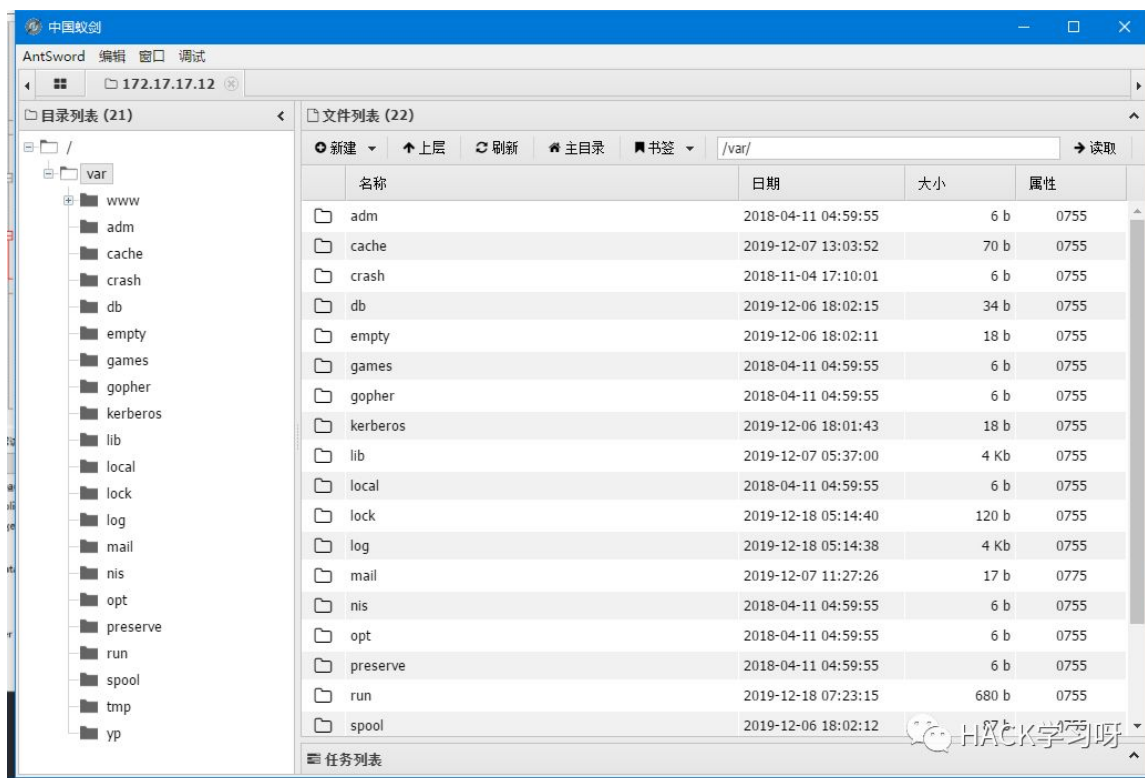 中国蚁剑
AntSword 编辑 窗口 调试
172.17.17.12
目录列表 (21)
/
var
www
adm
cache
crash
db
empty
games
gopher
kerberos
lib
local
lock
log
mail
nis
opt
preserve
run
spool
tmp
yp
文件列表 (22)
新建 上层 刷新 主目录 书签 /var/ 读取
名称 日期 大小 属性
adm 2018-04-11 04:59:55 6 b 0755
cache 2019-12-07 13:03:52 70 b 0755
crash 2018-11-04 17:10:01 6 b 0755
db 2019-12-06 18:02:15 34 b 0755
empty 2019-12-06 18:02:11 18 b 0755
games 2018-04-11 04:59:55 6 b 0755
gopher 2018-04-11 04:59:55 6 b 0755
kerberos 2019-12-06 18:01:43 18 b 0755
lib 2019-12-07 05:37:00 4 Kb 0755
local 2018-04-11 04:59:55 6 b 0755
lock 2019-12-18 05:14:40 120 b 0755
log 2019-12-18 05:14:38 4 Kb 0755
mail 2019-12-07 11:27:26 17 b 0775
nis 2018-04-11 04:59:55 6 b 0755
opt 2018-04-11 04:59:55 6 b 0755
preserve 2018-04-11 04:59:55 6 b 0755
run 2019-12-18 07:23:15 680 b 0755
spool 2019-12-06 18:02:12
HACK学习呀
任务列表